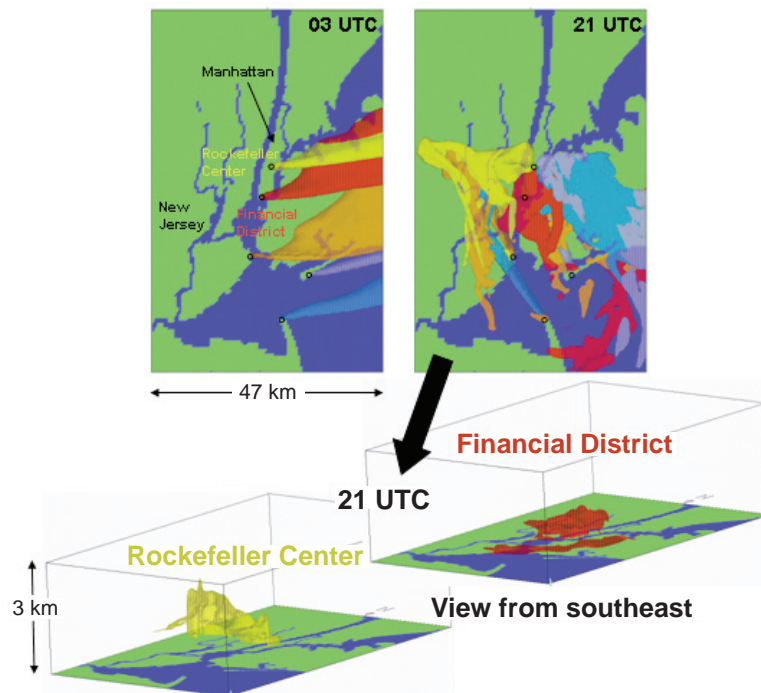 03 UTC
21 UTC
Manhattan
Rockefeller
Center
New
Jersey
Financial
District
47 km
Financial District
21 UTC
Rockefeller Center
3 km
View from southeast